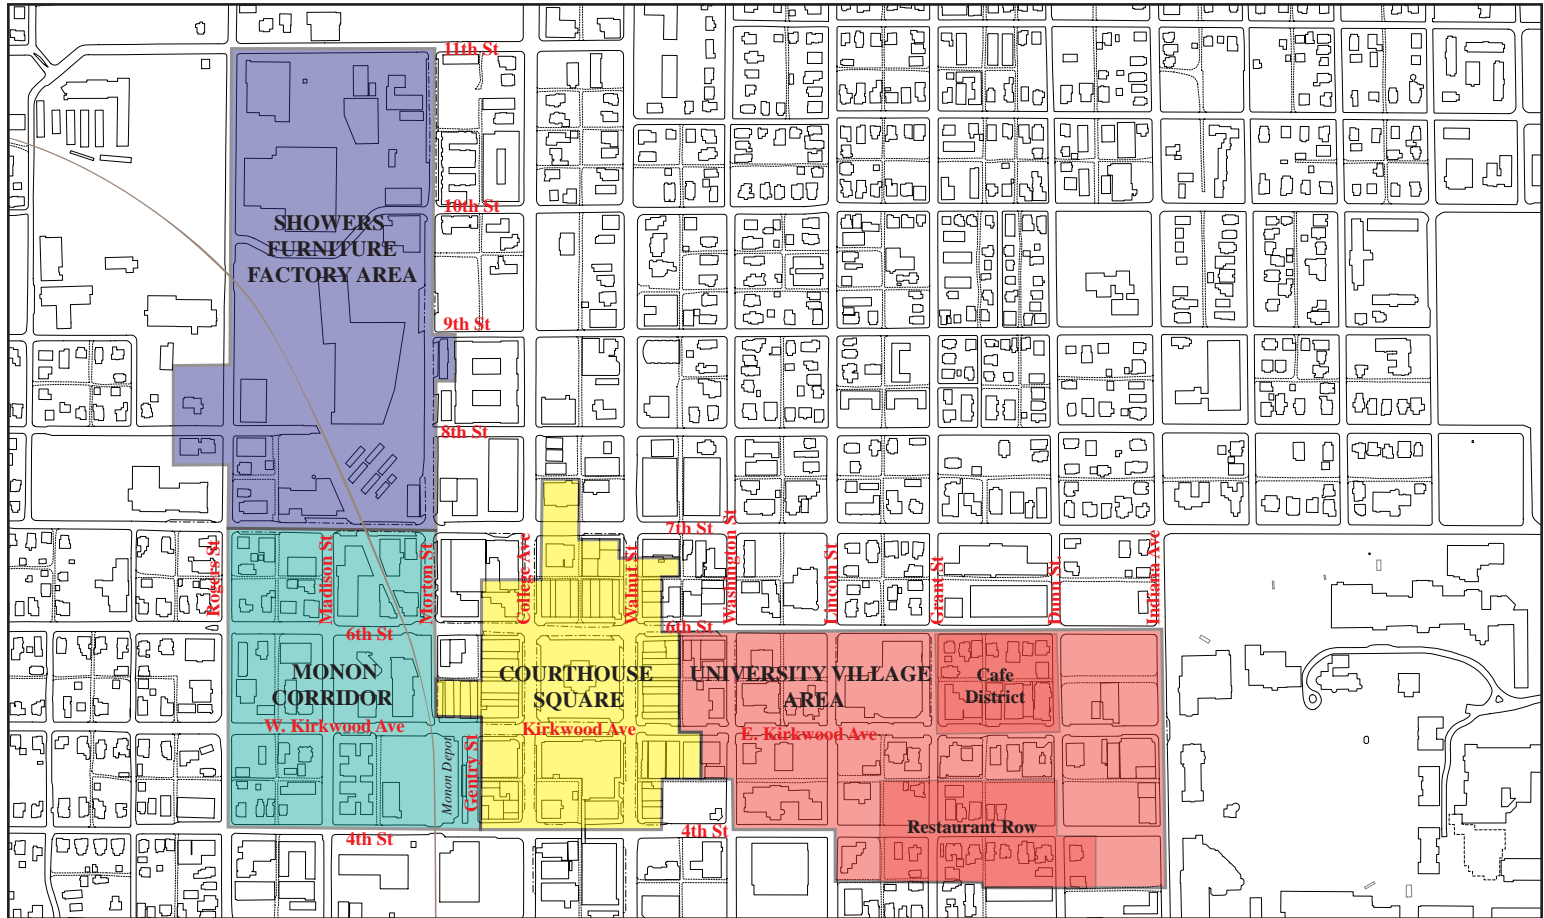 11th St
10th St
SHOWERS
FURNITURE
FACTORY AREA
9th St
8th St
7th St
Rogers St
Madison St
Morton St
College Ave
Walnut St
Washington St
Lincoln St
Grant St
Dunn St.
Indiana Ave
6th St
6th St
MONON
CORRIDOR
COURTHOUSE
SQUARE
UNIVERSITY VILLAGE
AREA
Cafe
District
W. Kirkwood Ave
Kirkwood Ave
E. Kirkwood Ave
Monon Depot
Gentry St
4th St
4th St
Restaurant Row